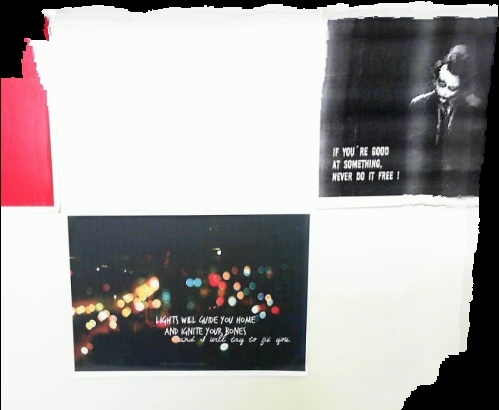 IF YOU´RE GOOD
AT SOMETHING,
NEVER DO IT FREE !
LIGHTS WILL GUIDE YOU HOME
AND IGNITE YOUR BONES
and I will try to fix you